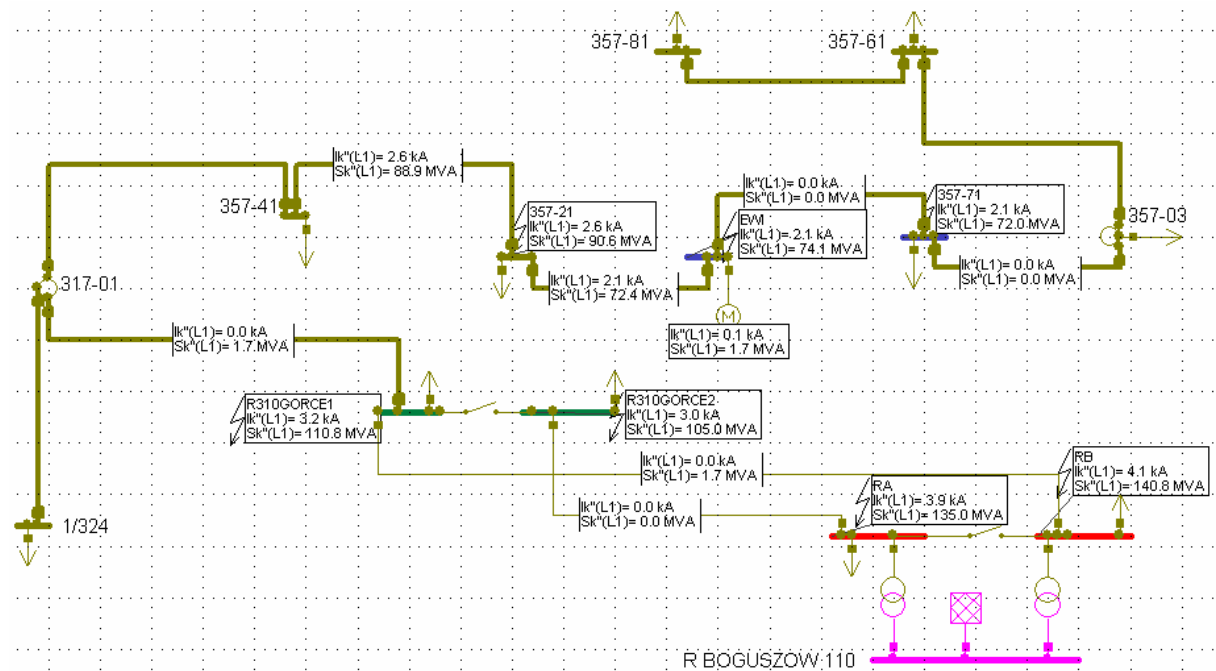 357-81
357-61
Ik"(L1)= 2.6 kA
Sk"(L1)= 88.9 MVA
357-41
357-21
Ik"(L1)= 2.6 kA
Sk"(L1)= 90.6 MVA
Ik"(L1)= 0.0 kA
Sk"(L1)= 0.0 MVA
EWI
Ik"(L1)= 2.1 kA
Sk"(L1)= 74.1 MVA
357-71
Ik"(L1)= 2.1 kA
Sk"(L1)= 72.0 MVA
357-03
Ik"(L1)= 0.0 kA
Sk"(L1)= 0.0 MVA
317-01
Ik"(L1)= 2.1 kA
Sk"(L1)= 72.4 MVA
M
Ik"(L1)= 0.1 kA
Sk"(L1)= 1.7 MVA
Ik"(L1)= 0.0 kA
Sk"(L1)= 1.7 MVA
R310GORCE1
Ik"(L1)= 3.2 kA
Sk"(L1)= 110.8 MVA
R310GORCE2
Ik"(L1)= 3.0 kA
Sk"(L1)= 105.0 MVA
Ik"(L1)= 0.0 kA
Sk"(L1)= 1.7 MVA
RB
Ik"(L1)= 4.1 kA
Sk"(L1)= 140.8 MVA
RA
Ik"(L1)= 3.9 kA
Sk"(L1)= 135.0 MVA
Ik"(L1)= 0.0 kA
Sk"(L1)= 0.0 MVA
1/324
R BOGUSZOW 110